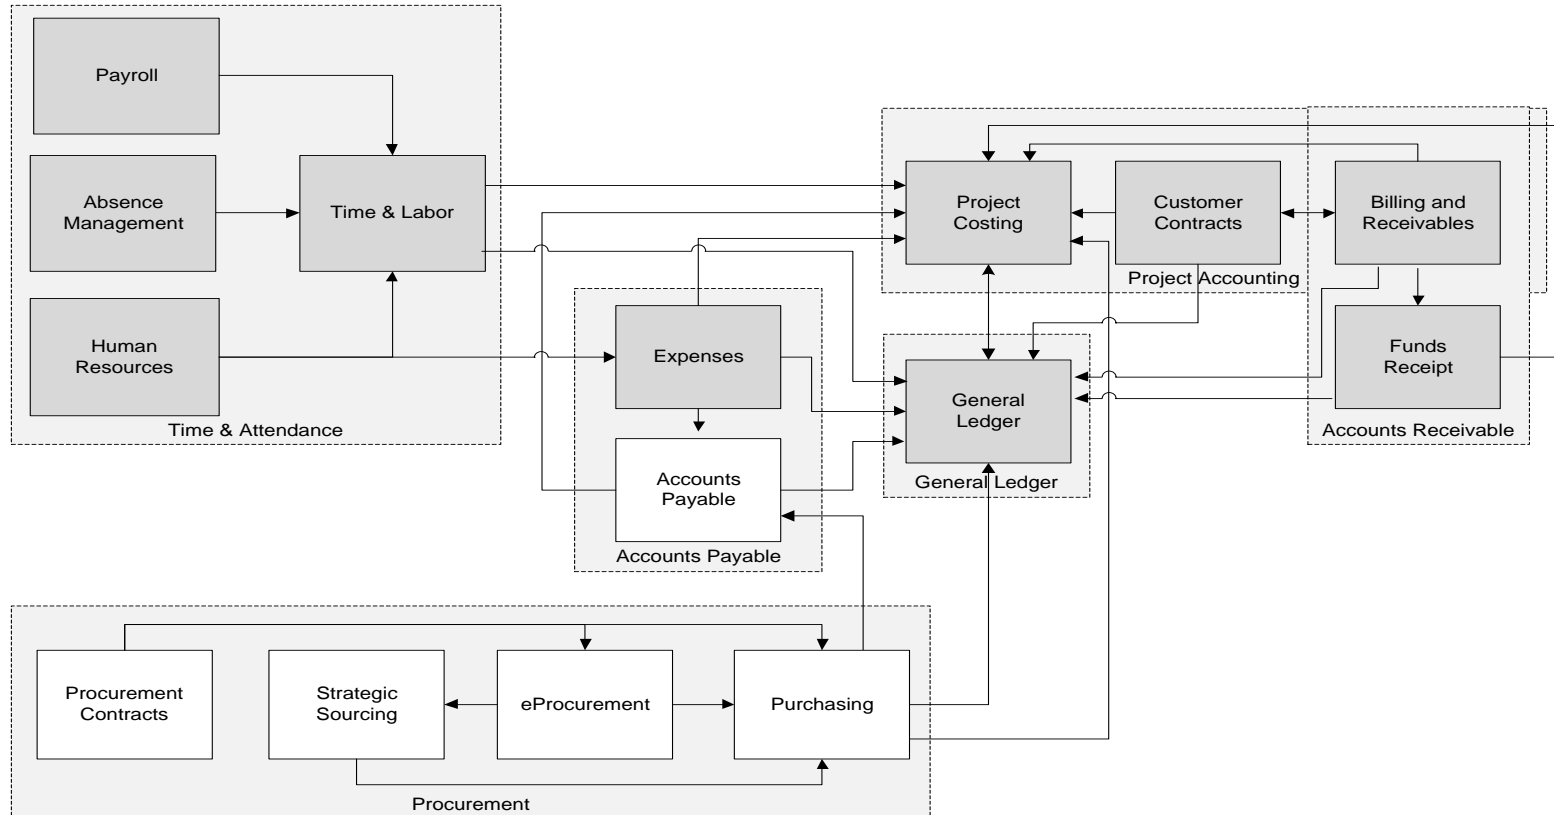 Payroll
Absence
Management
Time & Labor
Human
Resources
Time & Attendance
Project
Costing
Customer
Contracts
Billing and
Receivables
Project Accounting
Expenses
Funds
Receipt
General
Ledger
Accounts Receivable
General Ledger
Accounts
Payable
Accounts Payable
Procurement
Contracts
Strategic
Sourcing
eProcurement
Purchasing
Procurement